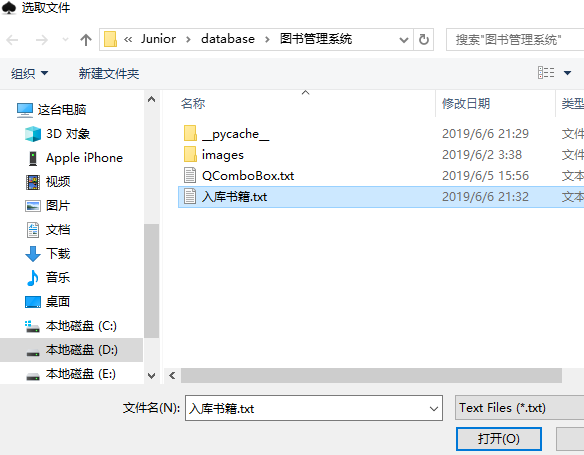 选取文件
« Junior › database › 图书管理系统
搜索"图书管理系统"
组织 新建文件夹
名称 修改日期 类型
__pycache__ 2019/6/6 21:29 文件
images 2019/6/2 3:38 文件
QComboBox.txt 2019/6/5 15:56 文本
入库书籍.txt 2019/6/6 21:32 文本
这台电脑
3D 对象
Apple iPhone
视频
图片
文档
下载
音乐
桌面
本地磁盘 (C:)
本地磁盘 (D:)
本地磁盘 (E:)
文件名(N): 入库书籍.txt Text Files (*.txt)
打开(O)